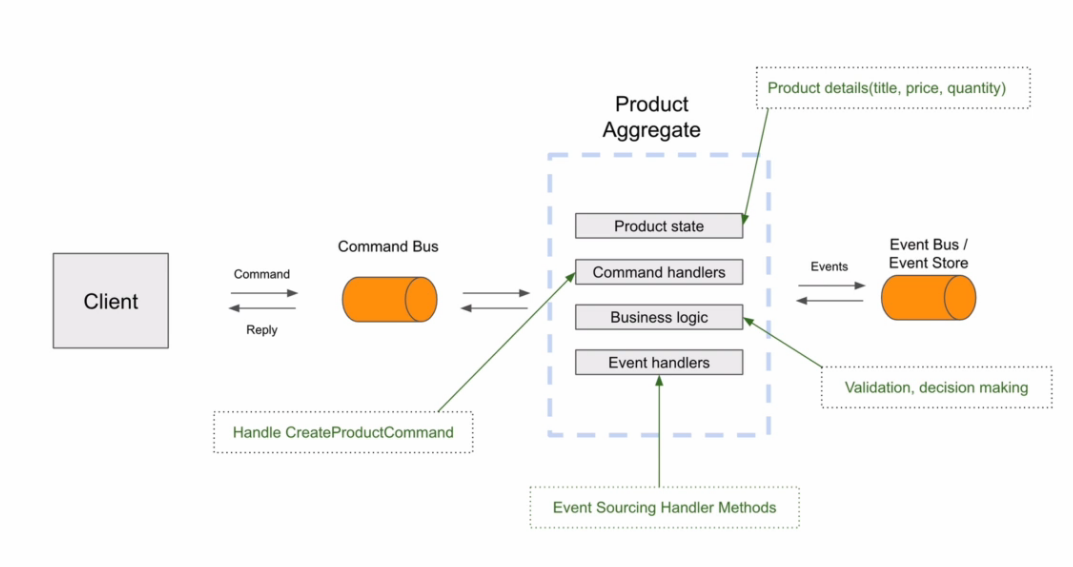 Product details(title, price, quantity)
Product
Aggregate
Product state
Command Bus
Event Bus /
Event Store
Command
Command handlers
Events
Client
Business logic
Reply
Event handlers
Validation, decision making
Handle CreateProductCommand
Event Sourcing Handler Methods